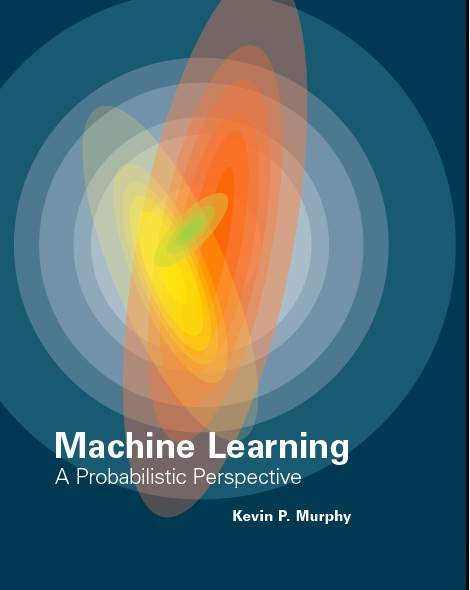 Machine Learning
A Probabilistic Perspective
Kevin P. Murphy